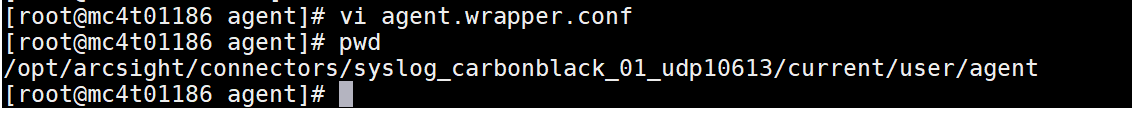 [root@mc4t01186 agent]# vi agent.wrapper.conf
[root@mc4t01186 agent]# pwd
/opt/arcsight/connectors/syslog_carbonblack_01_udp10613/current/user/agent
[root@mc4t01186 agent]#